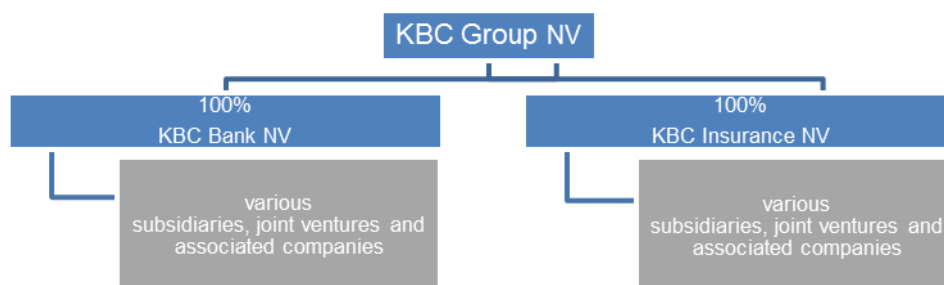 KBC Group NV
100%
KBC Bank NV
100%
KBC Insurance NV
various
subsidiaries, joint ventures and
associated companies
various
subsidiaries, joint ventures and
associated companies